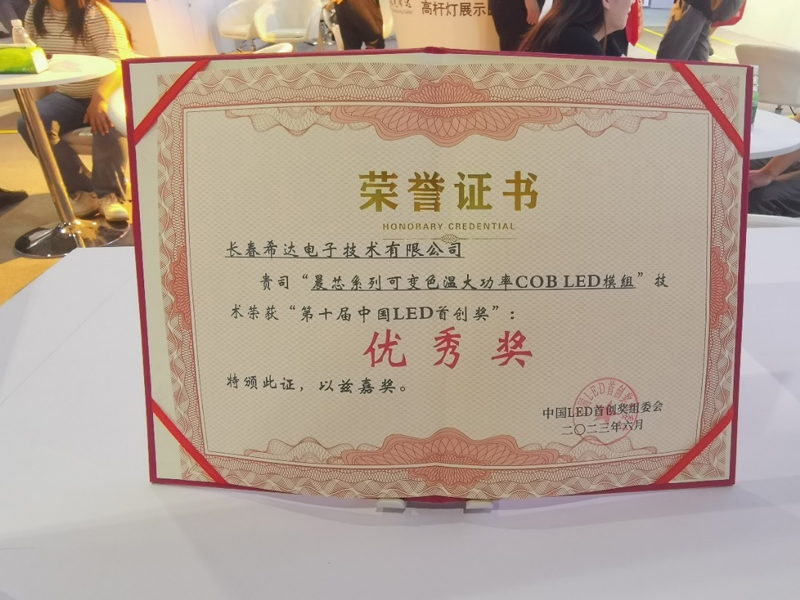 高杆灯展示
荣誉证书
HONORARY CREDENTIAL
长春希达电子技术有限公司
贵司“晨芯系列可变色温大功率COB LED模组”技
术荣获“第十届中国LED首创奖”：
优秀奖
特颁此证，以兹嘉奖。
中国LED首创奖组委会
二〇二三年六月